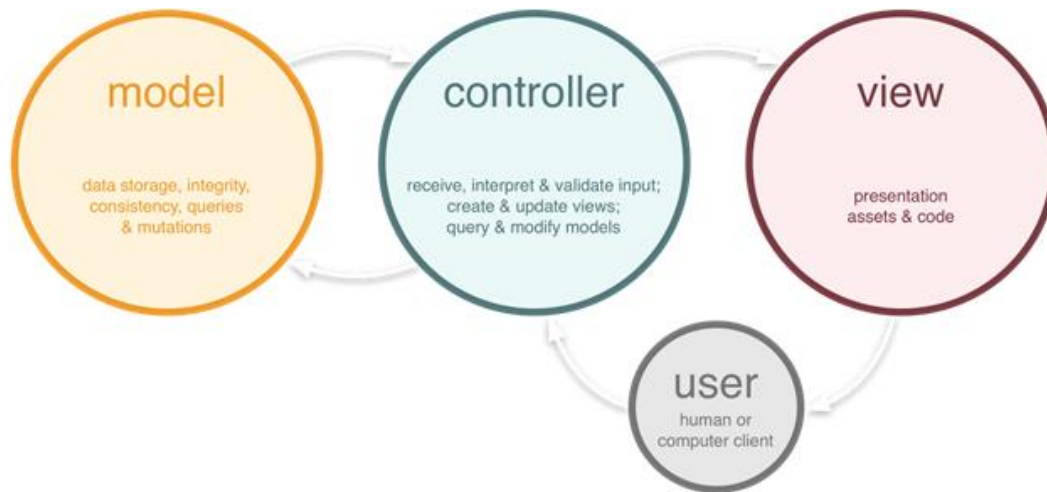 model
data storage, integrity,
consistency, queries
& mutations
controller
receive, interpret & validate input;
create & update views;
query & modify models
view
presentation
assets & code
user
human or
computer client